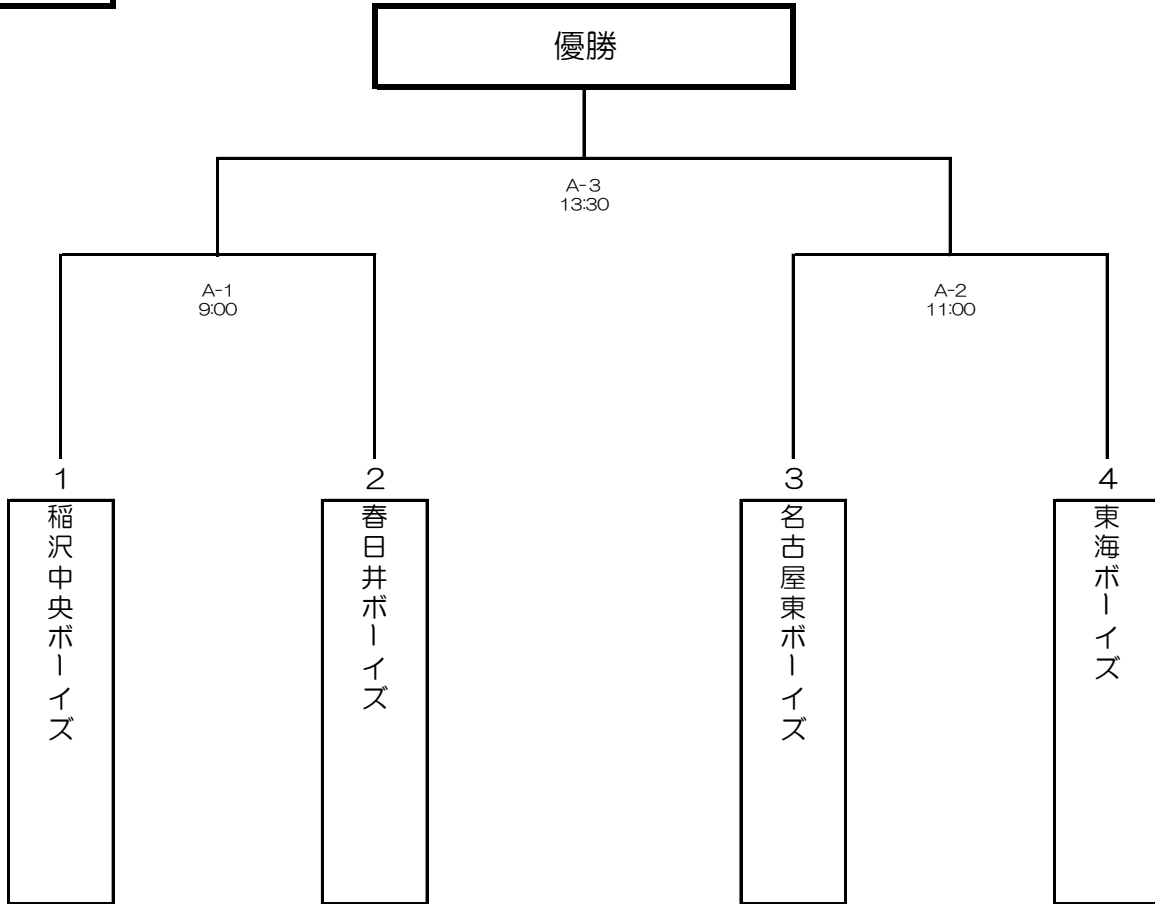 優勝
A-3
13:30
A-1
9:00
A-2
11:00
1
2
3
4
稲沢中央ボーイズ
春日井ボーイズ
名古屋東ボーイズ
東海ボーイズ